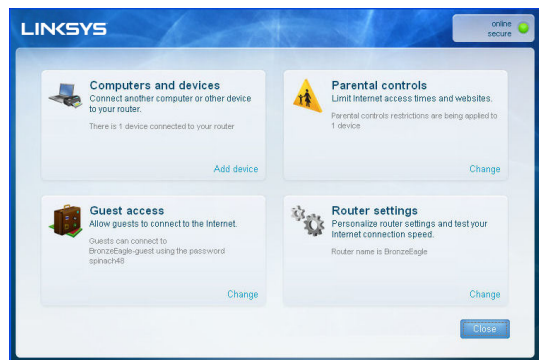 LINKSYS
online
secure
Computers and devices
Connect another computer or other device
to your router.
There is 1 device connected to your router
Add device
Parental controls
Limit Internet access times and websites.
Parental controls restrictions are being applied to
1 device
Change
Guest access
Allow guests to connect to the Internet.
Guests can connect to
BronzeEagle-guest using the password
spinach48
Change
Router settings
Personalize router settings and test your
Internet connection speed.
Router name is BronzeEagle
Change
Close